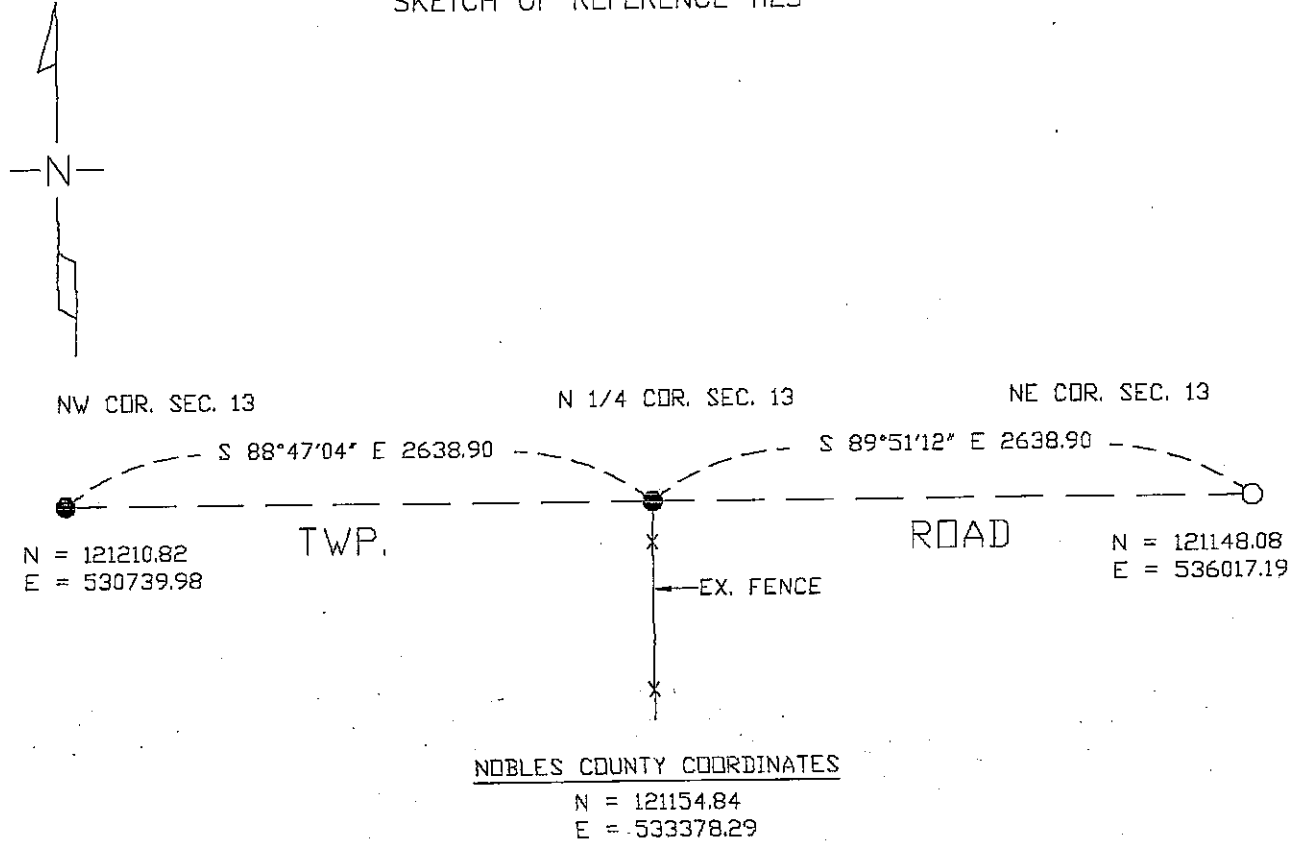 SKETCH OF REFERENCE TIES
—N—
NW COR. SEC. 13
N 1/4 COR. SEC. 13
NE COR. SEC. 13
S 88°47'04" E 2638.90
S 89°51'12" E 2638.90
TWP.
ROAD
N = 121210.82
E = 530739.98
N = 121148.08
E = 536017.19
EX. FENCE
NOBLES COUNTY COORDINATES
N = 121154.84
E = 533378.29